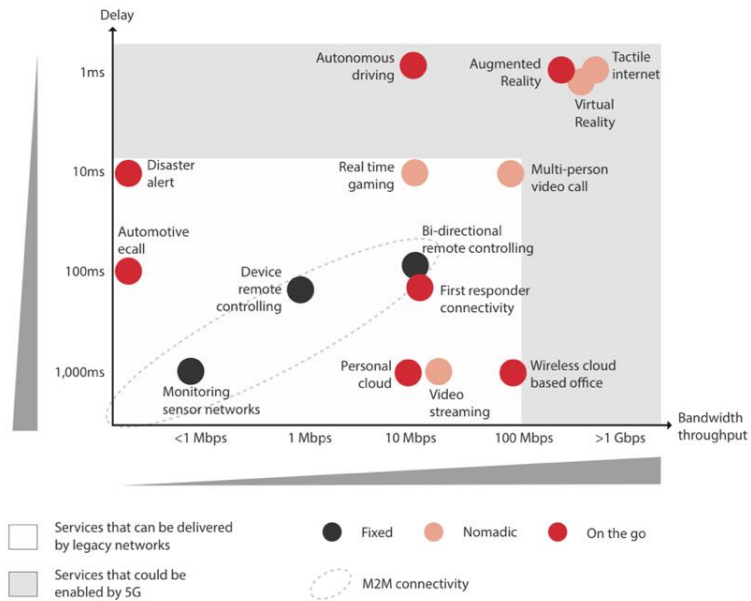 Delay
1ms
Autonomous
driving
Augmented
Reality
Tactile
internet
Virtual
Reality
10ms
Disaster
alert
Real time
gaming
Multi-person
video call
Automotive
ecall
100ms
Bi-directional
remote controlling
Device
remote
controlling
First responder
connectivity
1,000ms
Monitoring
sensor networks
Personal
cloud
Video
streaming
Wireless cloud
based office
Bandwidth
throughput
<1 Mbps
1 Mbps
10 Mbps
100 Mbps
>1 Gbps
Services that can be delivered
by legacy networks
Fixed
Nomadic
On the go
Services that could be
enabled by 5G
M2M connectivity